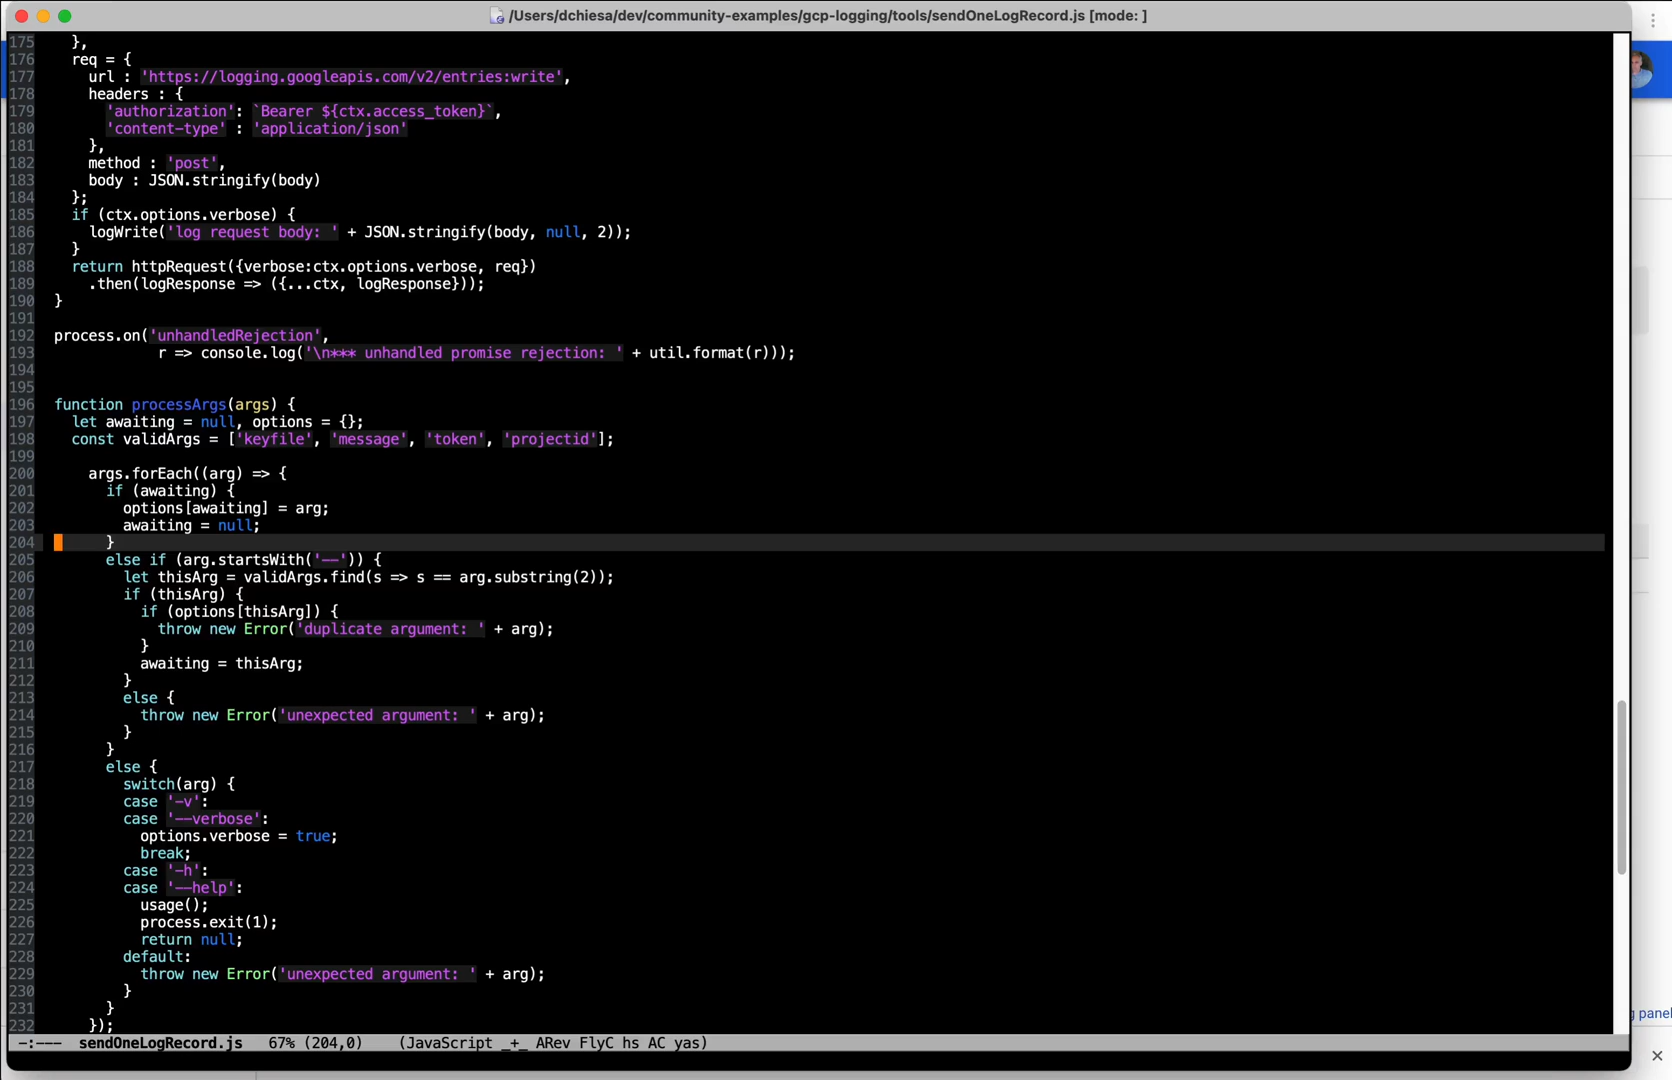 /Users/dchiesa/dev/community-examples/gcp-logging/tools/sendOneLogRecord.js [mode: ]
175     },
176     req = {
177       url : 'https://logging.googleapis.com/v2/entries:write',
178       headers : {
179         'authorization': `Bearer ${ctx.access_token}`,
180         'content-type' : 'application/json'
181       },
182       method : 'post',
183       body : JSON.stringify(body)
184     };
185     if (ctx.options.verbose) {
186       logWrite('log request body: ' + JSON.stringify(body, null, 2));
187     }
188     return httpRequest({verbose:ctx.options.verbose, req})
189       .then(logResponse => ({...ctx, logResponse}));
190   }
191
192   process.on('unhandledRejection',
193               r => console.log('\n*** unhandled promise rejection: ' + util.format(r)));
194
195
196   function processArgs(args) {
197     let awaiting = null, options = {};
198     const validArgs = ['keyfile', 'message', 'token', 'projectid'];
199
200       args.forEach((arg) => {
201         if (awaiting) {
202           options[awaiting] = arg;
203           awaiting = null;
204         }
205         else if (arg.startsWith('--')) {
206           let thisArg = validArgs.find(s => s == arg.substring(2));
207           if (thisArg) {
208             if (options[thisArg]) {
209               throw new Error('duplicate argument: ' + arg);
210             }
211             awaiting = thisArg;
212           }
213           else {
214             throw new Error('unexpected argument: ' + arg);
215           }
216         }
217         else {
218           switch(arg) {
219           case '-v':
220           case '--verbose':
221             options.verbose = true;
222             break;
223           case '-h':
224           case '--help':
225             usage();
226             process.exit(1);
227             return null;
228           default:
229             throw new Error('unexpected argument: ' + arg);
230           }
231         }
232       });
g panel
-:--- sendOneLogRecord.js 67% (204,0) (JavaScript _+_ ARev FlyC hs AC yas)